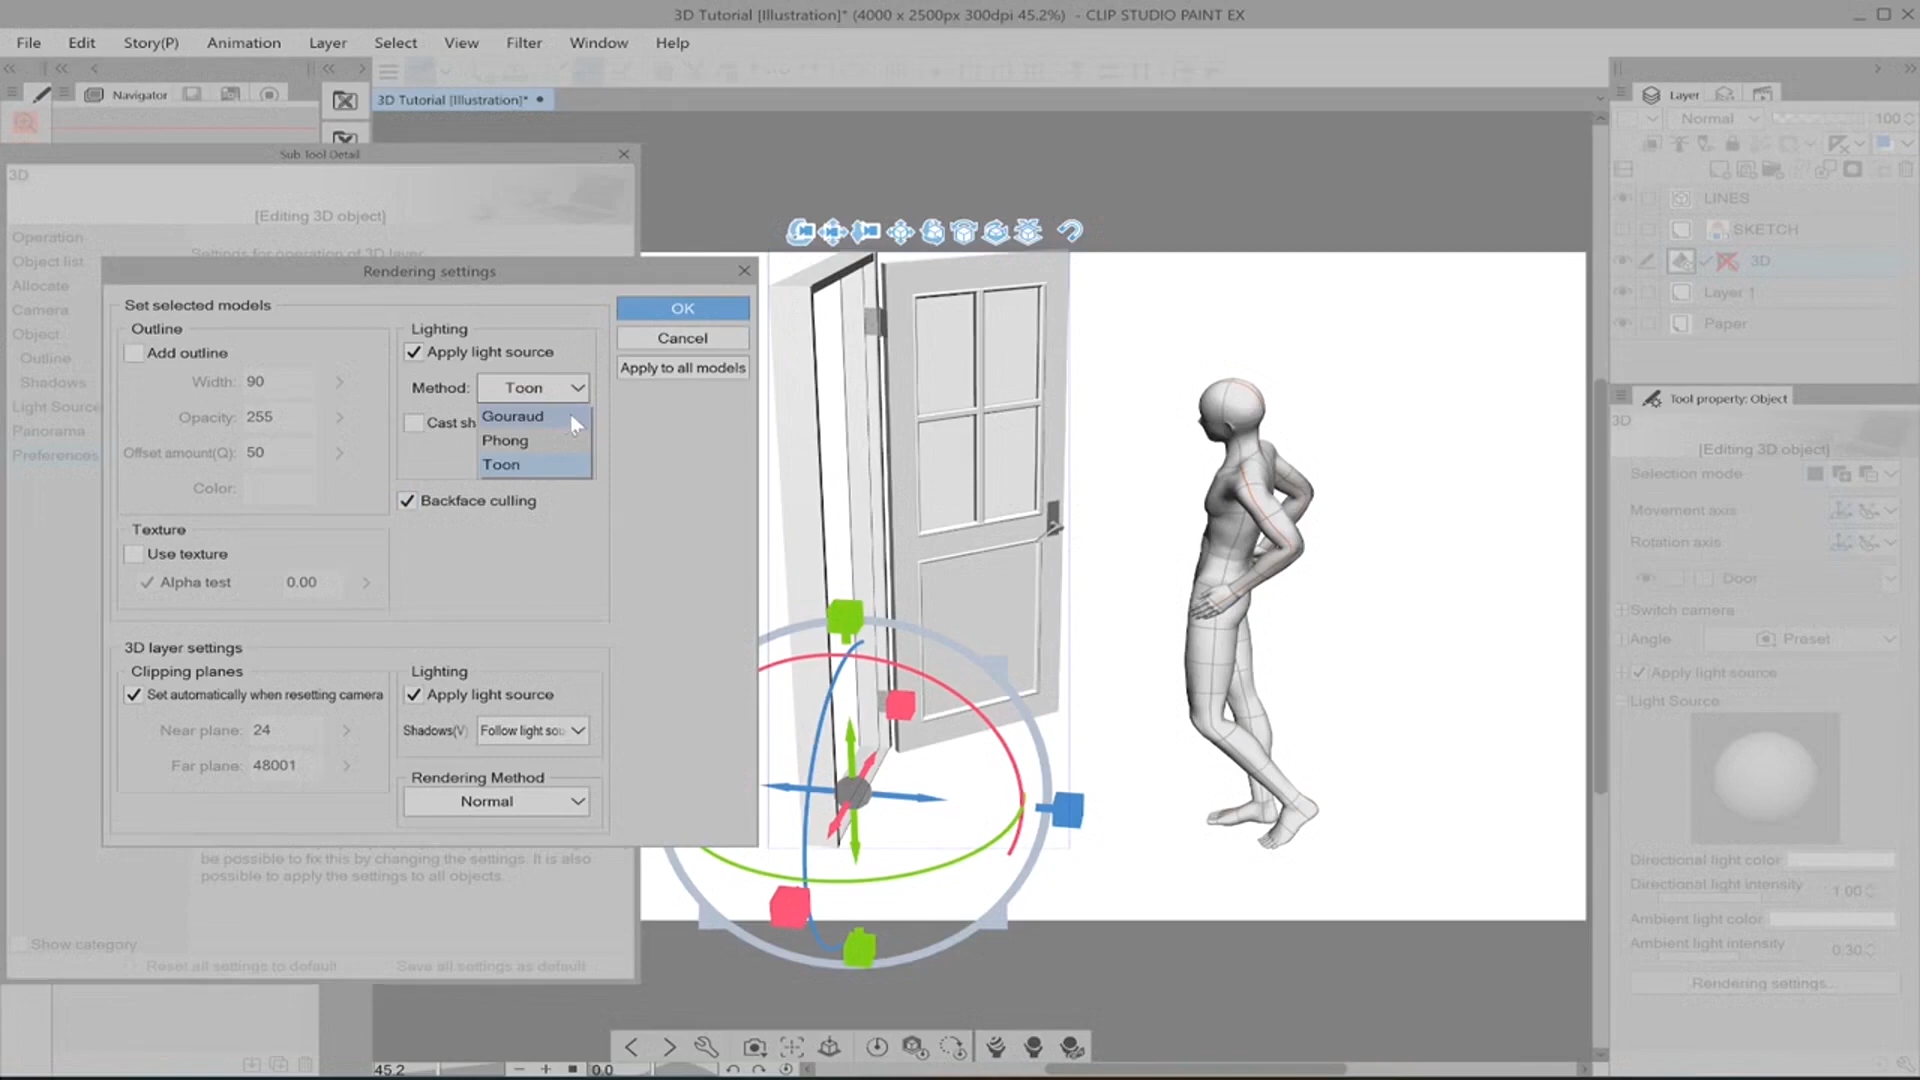 3D Tutorial [Illustration]* (4000 x 2500px 300dpi 45.2%)  - CLIP STUDIO PAINT EX
File Edit Story(P) Animation Layer Select View Filter Window Help
Navigator
3D Tutorial [Illustration]*
Layer
Normal 100
LINES
SKETCH
3D
Layer 1
Paper
Sub Tool Detail
3D
[Editing 3D object]
Settings for operation of 3D layer
Operation
Object list
Allocate
Camera
Object
Outline
Shadows
Light Source
Panorama
Preferences
Rendering settings
Set selected models
Outline
Add outline
Width: 90
Opacity: 255
Offset amount(Q): 50
Color:
Texture
Use texture
Alpha test 0.00
Lighting
Apply light source
Method: Toon
Gouraud
Phong
Toon
Cast sh
Backface culling
OK
Cancel
Apply to all models
3D layer settings
Clipping planes
Set automatically when resetting camera
Near plane: 24
Far plane: 48001
Lighting
Apply light source
Shadows(V) Follow light sou
Rendering Method
Normal
be possible to fix this by changing the settings. It is also
possible to apply the settings to all objects.
Show category
Reset all settings to default Save all settings as default
Tool property: Object
3D
[Editing 3D object]
Selection mode
Movement axis
Rotation axis
Door
Switch camera
Angle Preset
Apply light source
Light Source
Directional light color
Directional light intensity 1.00
Ambient light color
Ambient light intensity 0.30
Rendering settings...
45.2 0.0